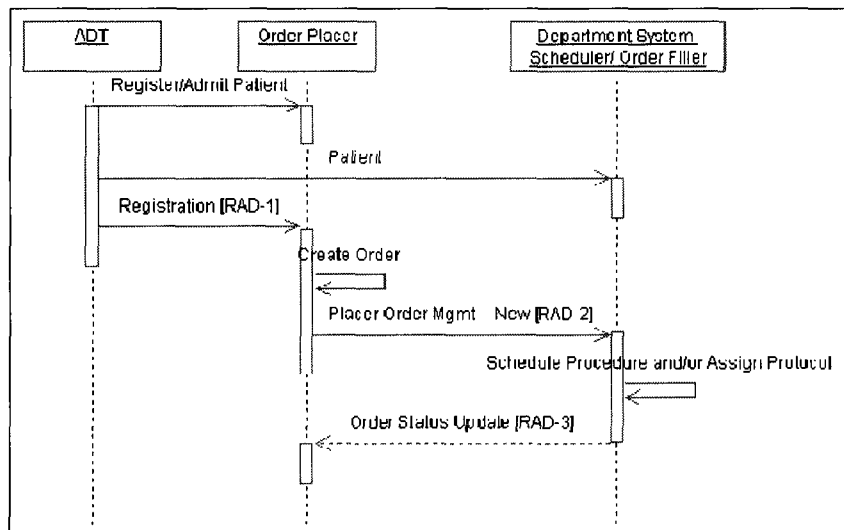 ADT
Order Placer
Department System
Scheduler/ Order Filler
Register/Admit Patient
Patient
Registration [RAD-1]
Create Order
Placer Order Mgmt New [RAD 2]
Schedule Procedure and/or Assign Protocol
Order Status Update [RAD-3]